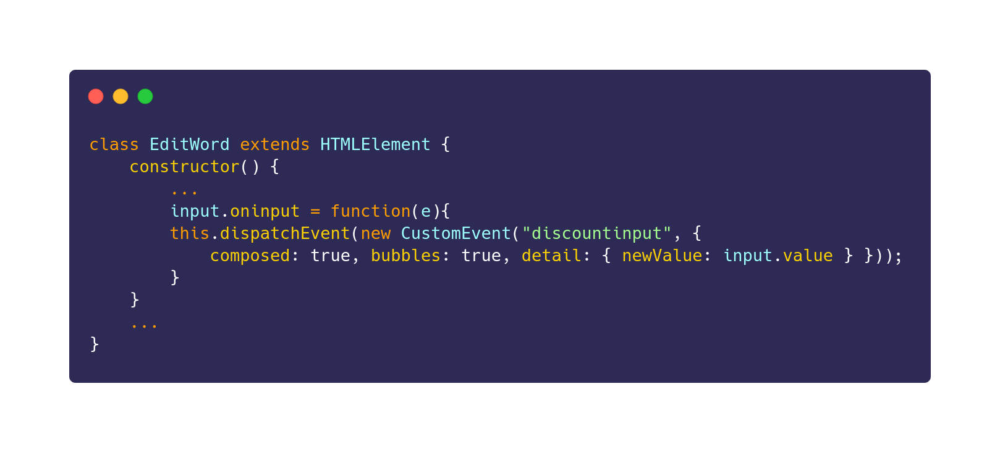 class EditWord extends HTMLElement {
    constructor() {
        ...
        input.oninput = function(e){
        this.dispatchEvent(new CustomEvent("discountinput", {
            composed: true, bubbles: true, detail: { newValue: input.value } }));
        }
    }
    ...
}